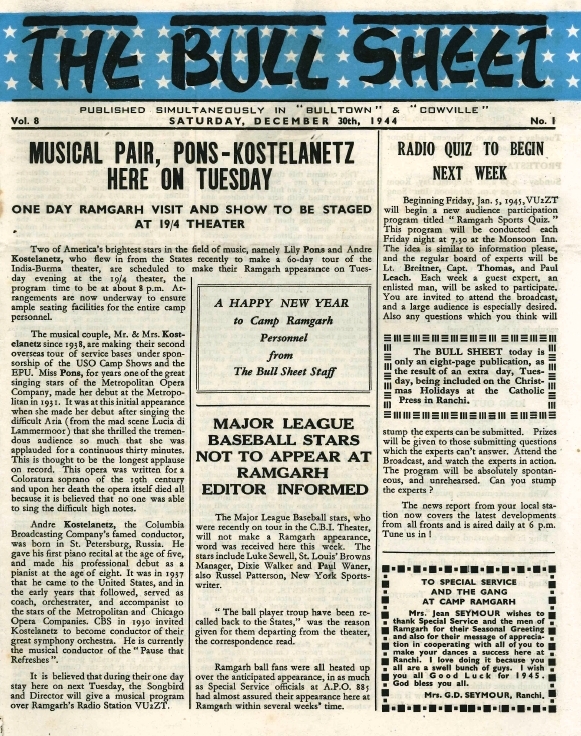 THE BULL SHEET
PUBLISHED SIMULTANEOUSLY IN "BULLTOWN" & "COWVILLE"
Vol. 8 SATURDAY, DECEMBER 30th, 1944 No. 1
MUSICAL PAIR, PONS-KOSTELANETZ
HERE ON TUESDAY
ONE DAY RAMGARH VISIT AND SHOW TO BE STAGED
AT 19/4 THEATER
Two of America's brightest stars in the field of music, namely Lily Pons and Andre
Kostelanetz, who flew in from the States recently to make a 60-day tour of the
India-Burma theater, are scheduled to make their Ramgarh appearance on Tues-
day evening at the 19/4 theater, the
program time to be at about 8 p.m. Ar-
rangements are now underway to ensure
ample seating facilities for the entire camp
personnel.
The musical couple, Mr. & Mrs. Kost-
elanetz since 1938, are making their second
overseas tour of service bases under spon-
sorship of the USO Camp Shows and the
EPU. Miss Pons, for years one of the great
singing stars of the Metropolitan Opera
Company, made her debut at the Metropo-
litan in 1931. It was at this initial appearance
when she made her debut after singing the
difficult Aria (from the mad scene Lucia di
Lammermoor) that she thrilled the tremen-
dous audience so much that she was
applauded for a continuous thirty minutes.
This is thought to be the longest applause
on record. This opera was written for a
Coloratura soprano of the 19th century
and upon her death the opera itself died all
because it is believed that no one was able
to sing the difficult high notes.
Andre Kostelanetz, the Columbia
Broadcasting Company's famed conductor,
was born in St. Petersburg, Russia. He
gave his first piano recital at the age of five,
and made his professional debut as a
pianist at the age of eight. It was in 1937
that he came to the United States, and in
the early years that followed, served as
coach, orchestrator, and accompanist to
the stars of the Metropolitan and Chicago
Opera Companies. CBS in 1930 invited
Kostelanetz to become conductor of their
great symphony orchestra. He is currently
the musical conductor of the "Pause that
Refreshes".
It is believed that during their one day
stay here on next Tuesday, the Songbird
and Director will give a musical program
over Ramgarh's Radio Station VU2ZT.
A HAPPY NEW YEAR
to Camp Ramgarh
Personnel
from
The Bull Sheet Staff
MAJOR LEAGUE
BASEBALL STARS
NOT TO APPEAR AT
RAMGARH
EDITOR INFORMED
The Major League Baseball stars, who
were recently on tour in the C.B.I. Theater,
will not make a Ramgarh appearance,
word was received here this week. The
stars include Luke Sewell, St. Louis' Browns
Manager, Dixie Walker and Paul Waner,
also Russel Patterson, New York Sports-
writer.
"The ball player troup have been re-
called back to the States," was the reason
given for them departing from the theater,
the correspondence read.
Ramgarh ball fans were all heated up
over the anticipated appearance, in as much
as Special Service officials at A.P.O. 885
had almost assured their appearance here at
Ramgarh within several weeks' time.
RADIO QUIZ TO BEGIN
NEXT WEEK
Beginning Friday, Jan. 5, 1945, VU2ZT
will begin a new audience participation
program titled "Ramgarh Sports Quiz."
This program will be conducted each
Friday night at 7.30 at the Monsoon Inn.
The idea is similar to information please,
and the regular board of experts will be
Lt. Breitner, Capt. Thomas, and Paul
Leach. Each week a guest expert, an
enlisted man, will be asked to participate.
You are invited to attend the broadcast,
and a large audience is especially desired.
Also any questions which you think will
The BULL SHEET today is
only an eight-page publication, as
the result of an extra day, Tues-
day, being included on the Christ-
mas Holidays at the Catholic
Press in Ranchi.
stump the experts can be submitted. Prizes
will be given to those submitting questions
which the experts can't answer. Attend the
Broadcast, and watch the experts in action.
The program will be absolutely spontan-
eous, and unrehearsed. Can you stump
the experts ?
The news report from your local sta-
tion now covers the latest developments
from all fronts and is aired daily at 6 p.m.
Tune us in !
TO SPECIAL SERVICE
AND THE GANG
AT CAMP RAMGARH
Mrs. Jean SEYMOUR wishes to
thank Special Service and the men of
Ramgarh for their Seasonal Greeting
and also for their message of apprecia-
tion in cooperating with all of you to
make your dances a success here at
Ranchi. I love doing it because you
all are a swell bunch of guys. I wish
you all Good Luck for 1945.
God bless you all.
Mrs. G.D. SEYMOUR, Ranchi.